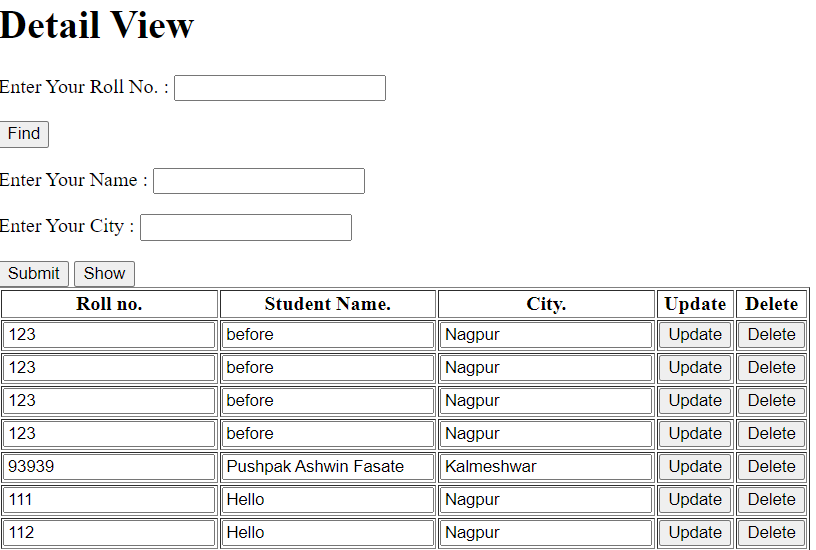 Detail View
Enter Your Roll No. :
Find
Enter Your Name :
Enter Your City :
Submit Show
Roll no. Student Name. City. Update Delete
123 before Nagpur Update Delete
123 before Nagpur Update Delete
123 before Nagpur Update Delete
123 before Nagpur Update Delete
93939 Pushpak Ashwin Fasate Kalmeshwar Update Delete
111 Hello Nagpur Update Delete
112 Hello Nagpur Update Delete